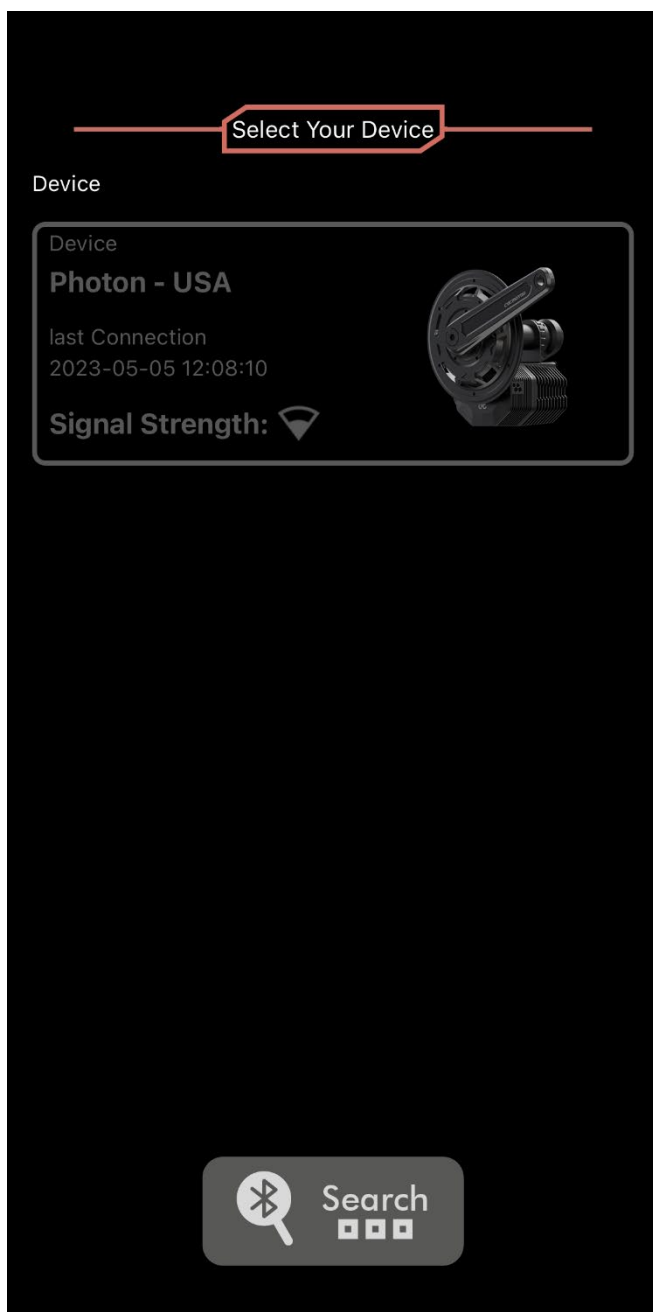 Select Your Device
Device
Device
Photon - USA
last Connection
2023-05-05 12:08:10
Signal Strength:
Search